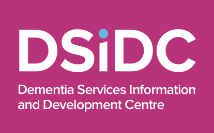 DSiDC
Dementia Services Information
and Development Centre